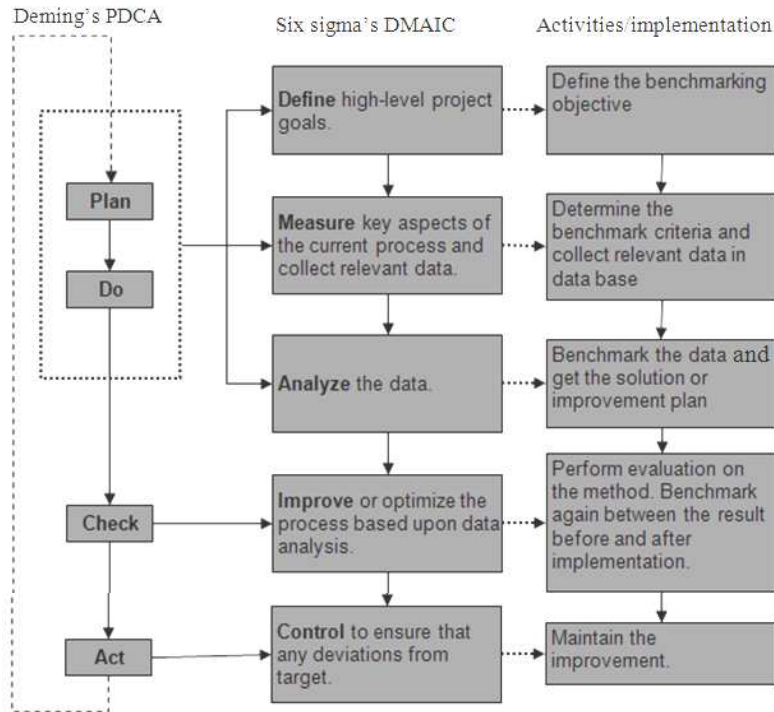 Deming's PDCA
Six sigma's DMAIC
Activities/implementation
Plan
Do
Check
Act
Define high-level project
goals.
Measure key aspects of
the current process and
collect relevant data.
Analyze the data.
Improve or optimize the
process based upon data
analysis.
Control to ensure that
any deviations from
target.
Define the benchmarking
objective
Determine the
benchmark criteria and
collect relevant data in
data base
Benchmark the data and
get the solution or
improvement plan
Perform evaluation on
the method. Benchmark
again between the result
before and after
implementation.
Maintain the
improvement.